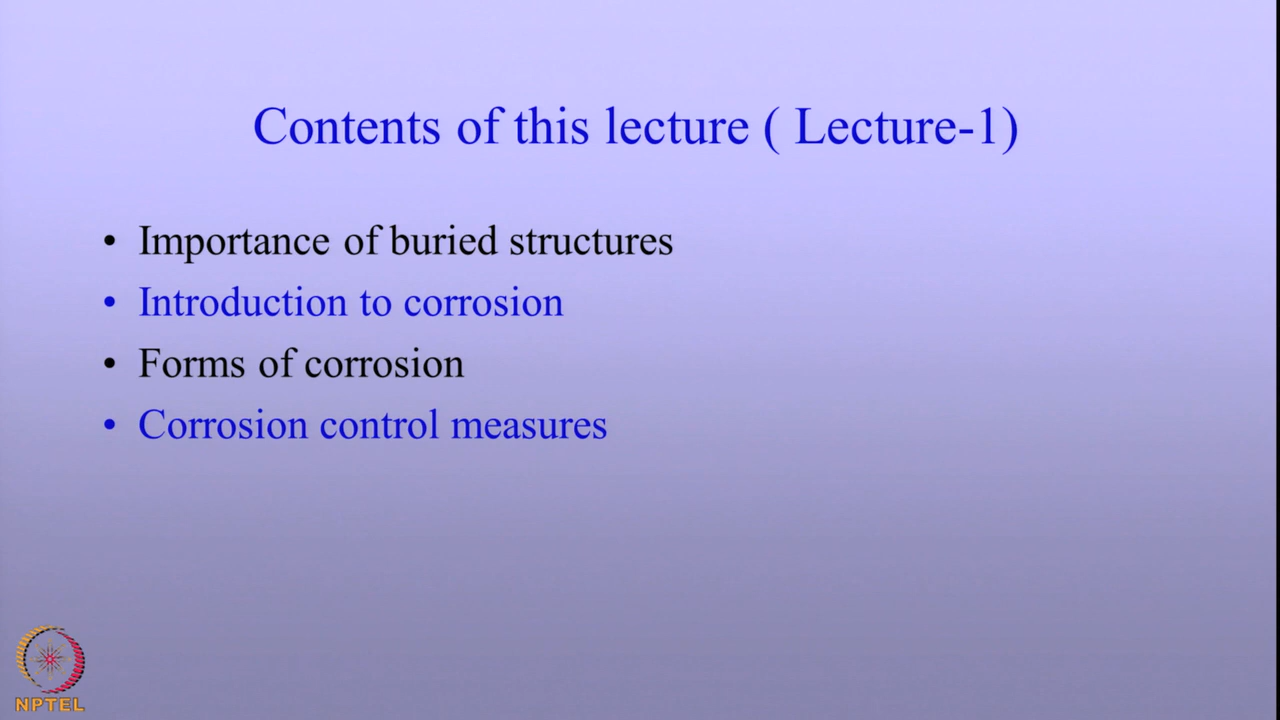 Contents of this lecture ( Lecture-1)
• Importance of buried structures
• Introduction to corrosion
• Forms of corrosion
• Corrosion control measures
NPTEL